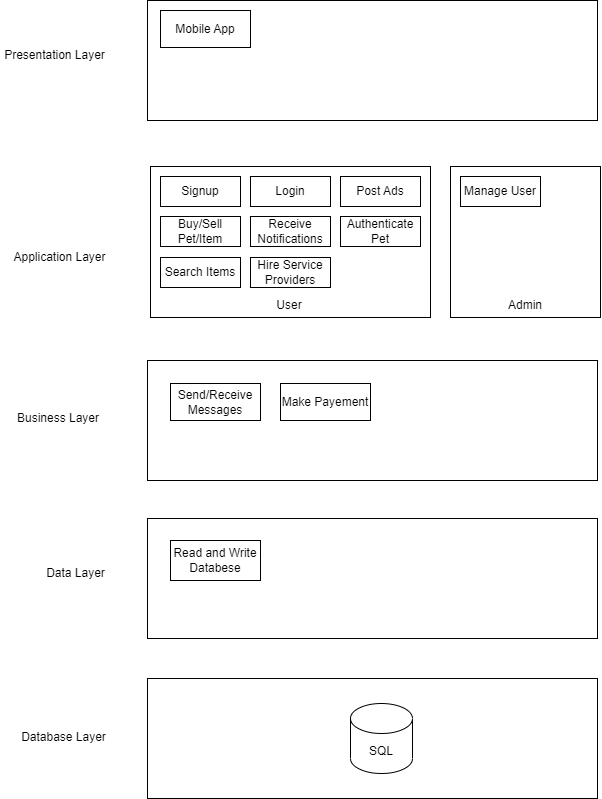 Mobile App
Presentation Layer
Signup
Login
Post Ads
Manage User
Buy/Sell
Pet/Item
Receive
Notifications
Authenticate
Pet
Application Layer
Search Items
Hire Service
Providers
User
Admin
Business Layer
Send/Receive
Messages
Make Payement
Data Layer
Read and Write
Databese
Database Layer
SQL